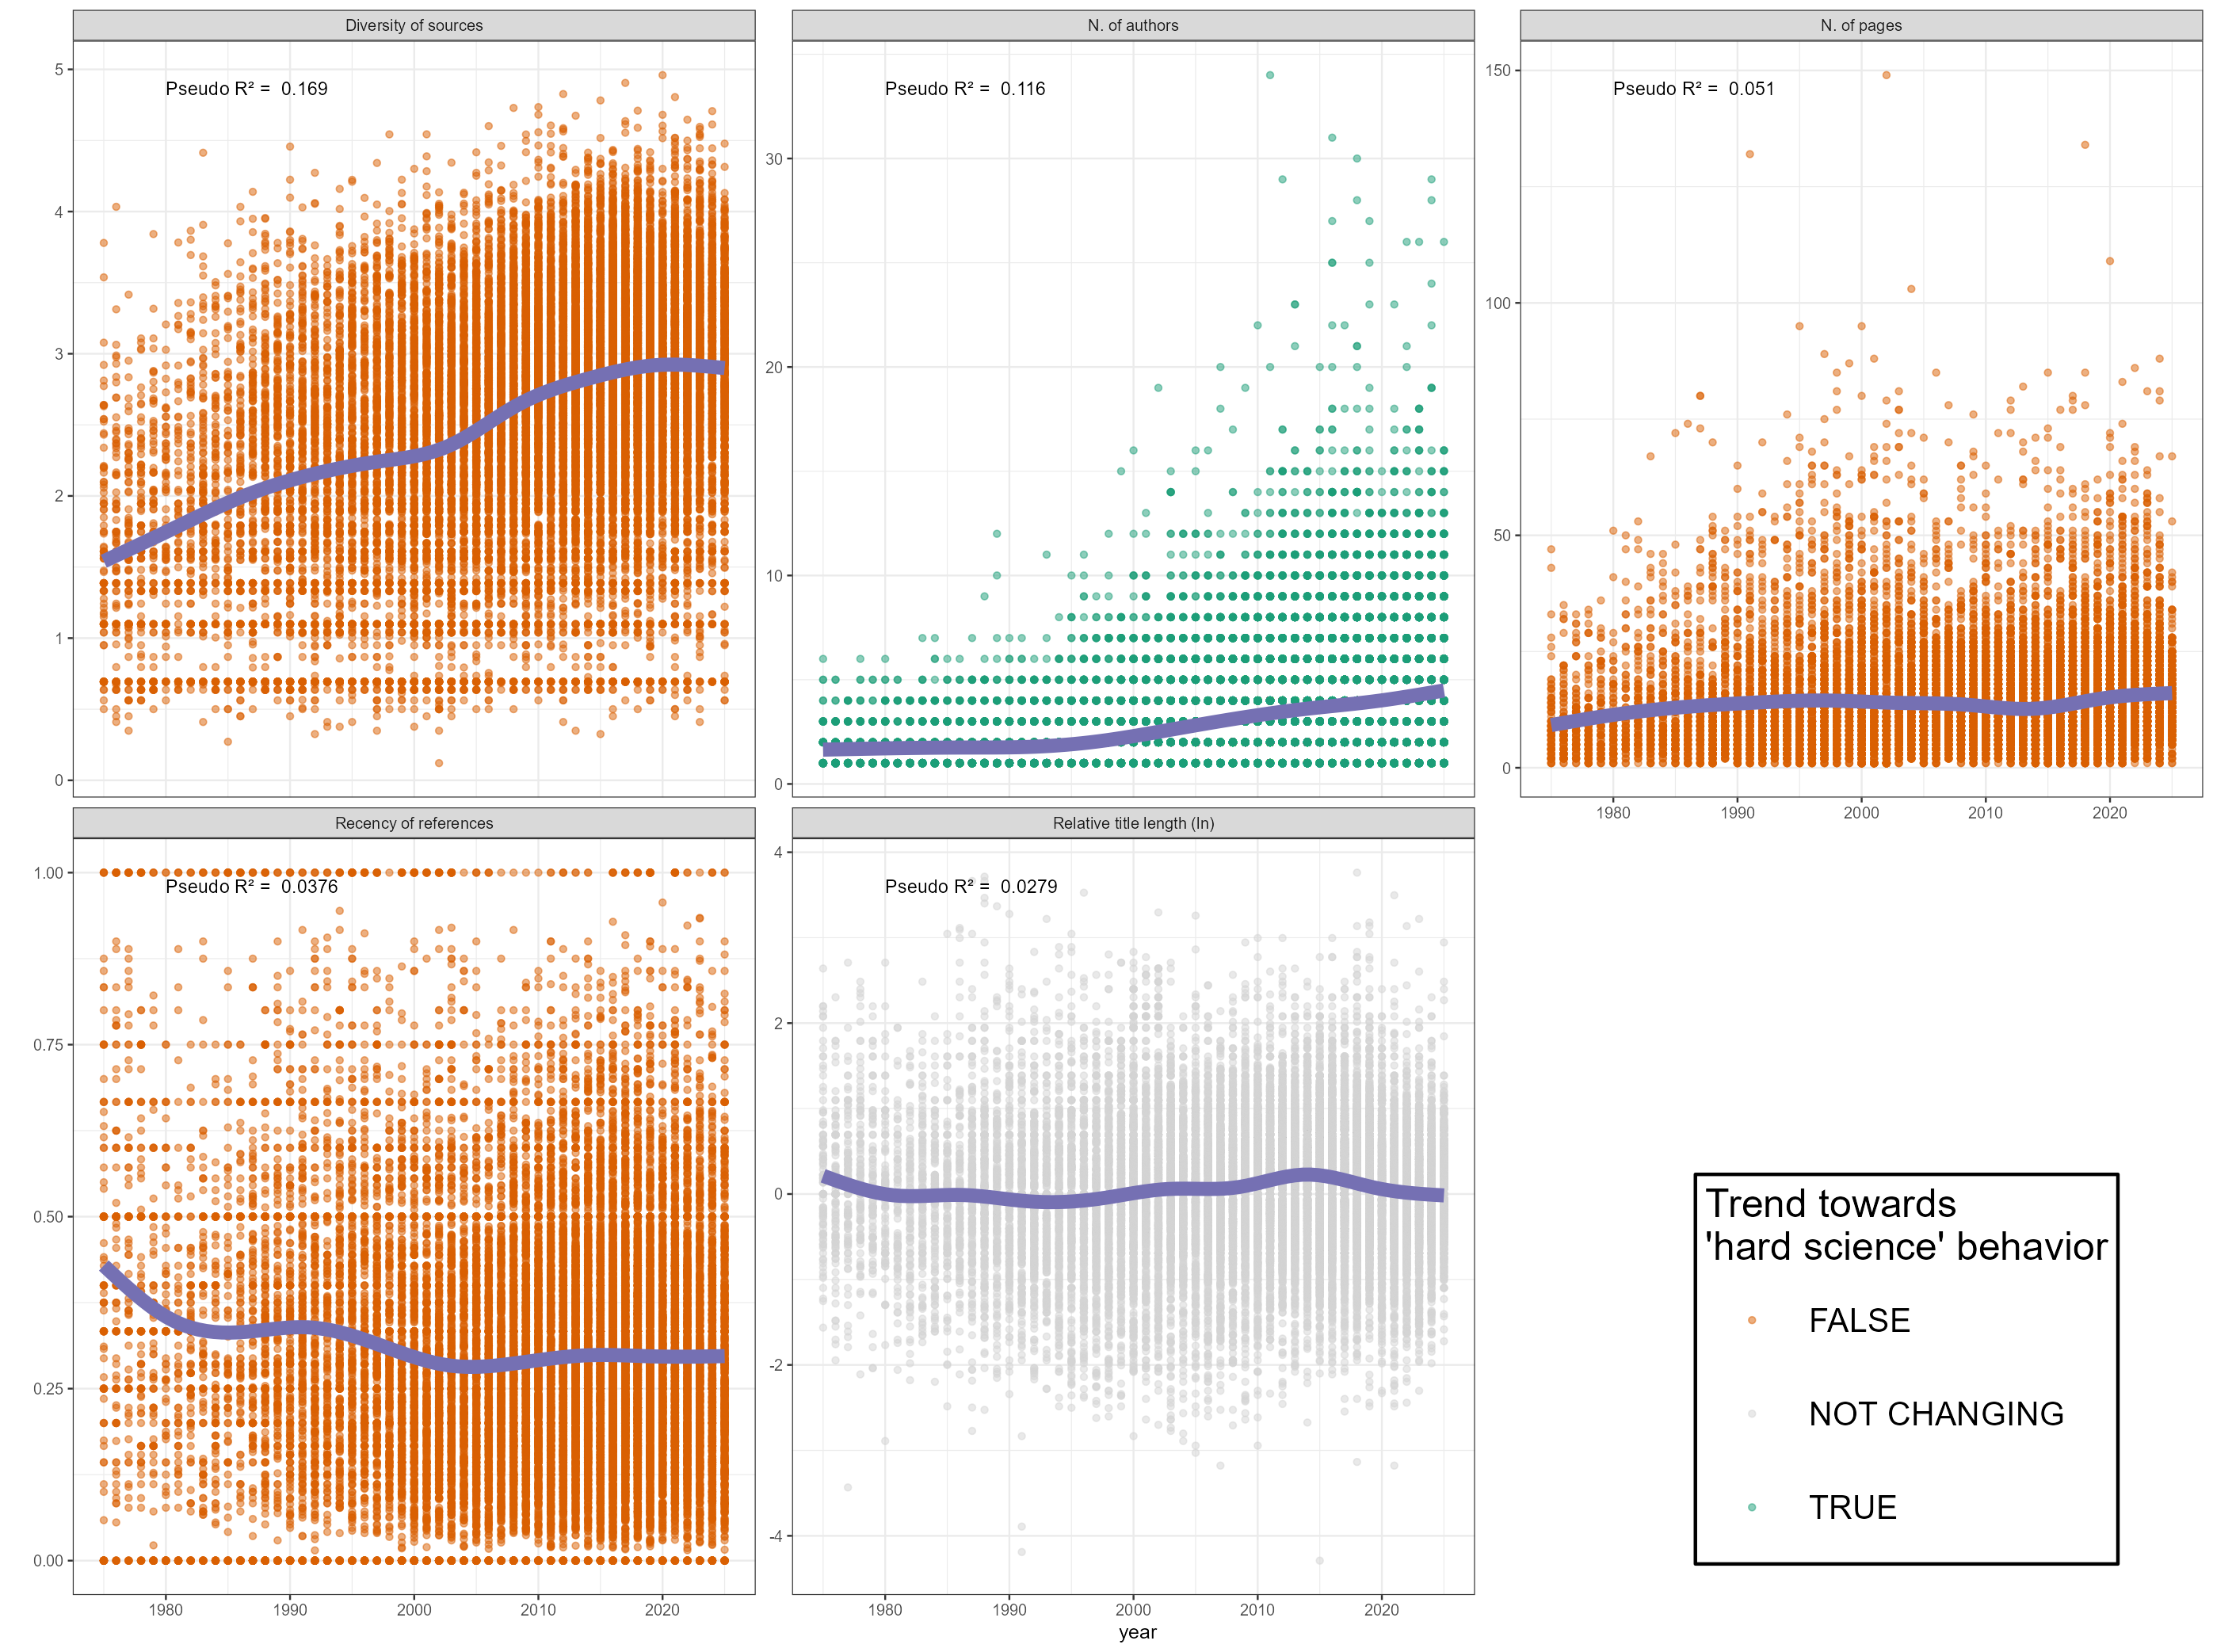 Diversity of sources
N. of authors
N. of pages
Pseudo R² = 0.169
Pseudo R² = 0.116
Pseudo R² = 0.051
5
4
3
2
1
0
30
20
10
0
150
100
50
0
1980 1990 2000 2010 2020
Recency of references
Relative title length (ln)
Pseudo R² = 0.0376
Pseudo R² = 0.0279
1.00
0.75
0.50
0.25
0.00
4
2
0
-2
-4
1980 1990 2000 2010 2020
1980 1990 2000 2010 2020
year
Trend towards
'hard science' behavior
FALSE
NOT CHANGING
TRUE